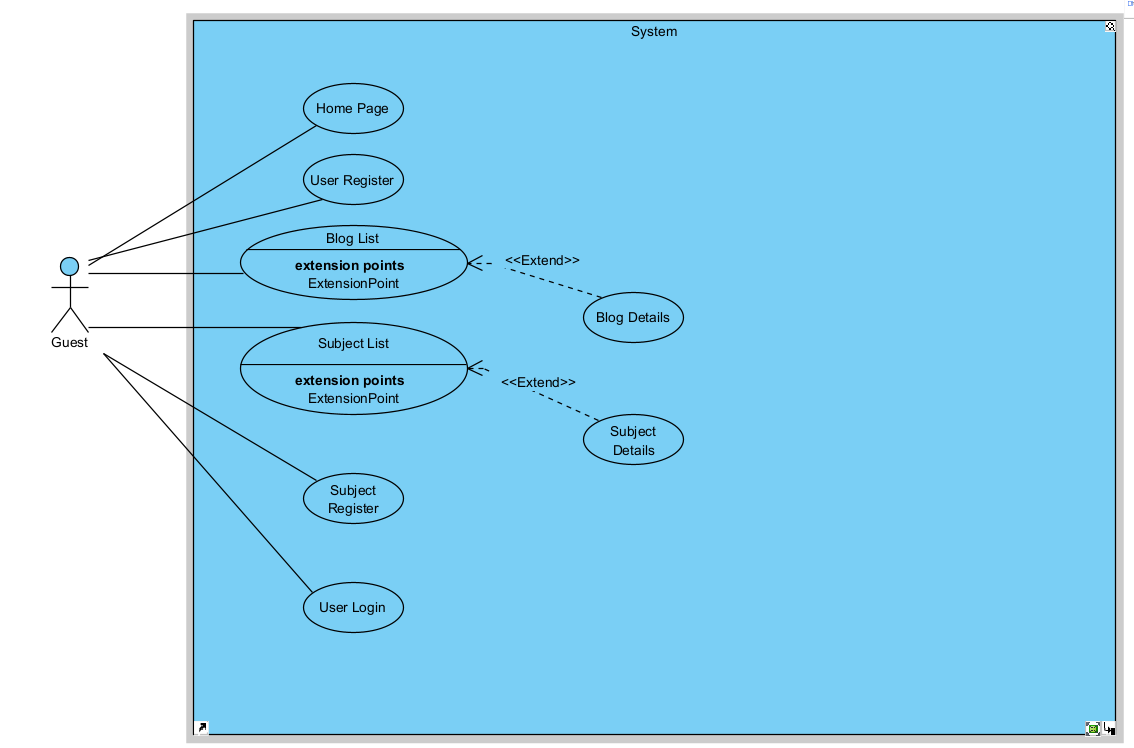 System
Home Page
User Register
Blog List
extension points
ExtensionPoint
<<Extend>>
Blog Details
Guest
Subject List
extension points
ExtensionPoint
<<Extend>>
Subject
Details
Subject
Register
User Login